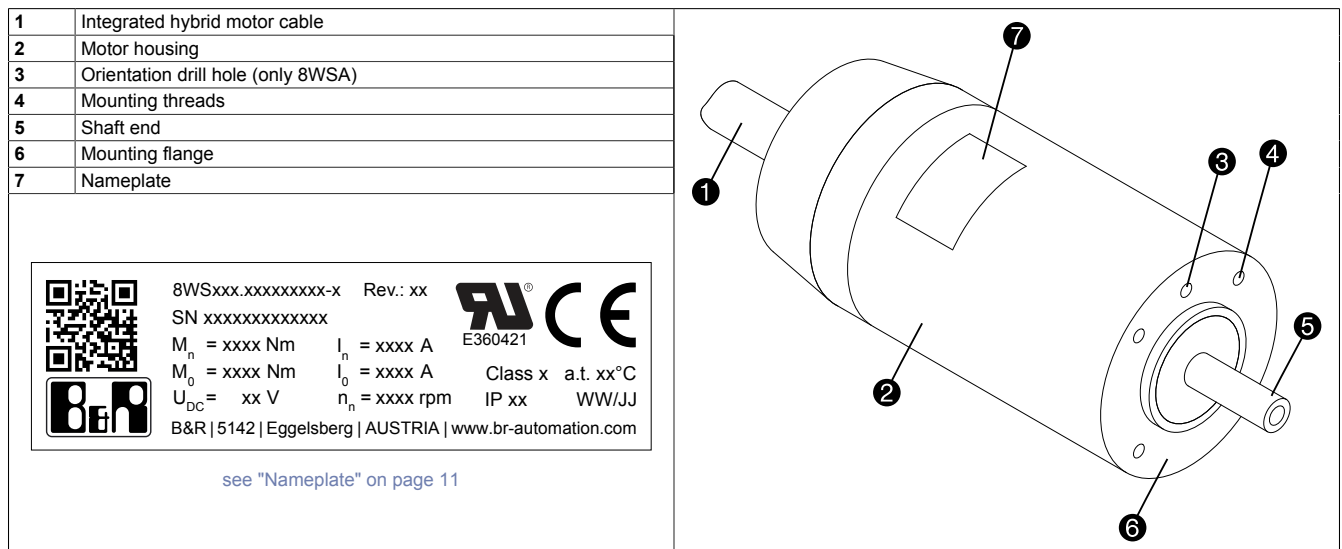 1 Integrated hybrid motor cable
2 Motor housing
3 Orientation drill hole (only 8WSA)
4 Mounting threads
5 Shaft end
6 Mounting flange
7 Nameplate
8WSxxx.xxxxxxxxx-x Rev.: xx
SN xxxxxxxxxxxxx
Mn = xxxx Nm In = xxxx A
M0 = xxxx Nm I0 = xxxx A
UDC= xx V nn = xxxx rpm
RU ® CE
E360421
Class x a.t. xx°C
IP xx WW/JJ
B&R
B&R | 5142 | Eggelsberg | AUSTRIA | www.br-automation.com
see "Nameplate" on page 11
7
1
3
4
2
5
6